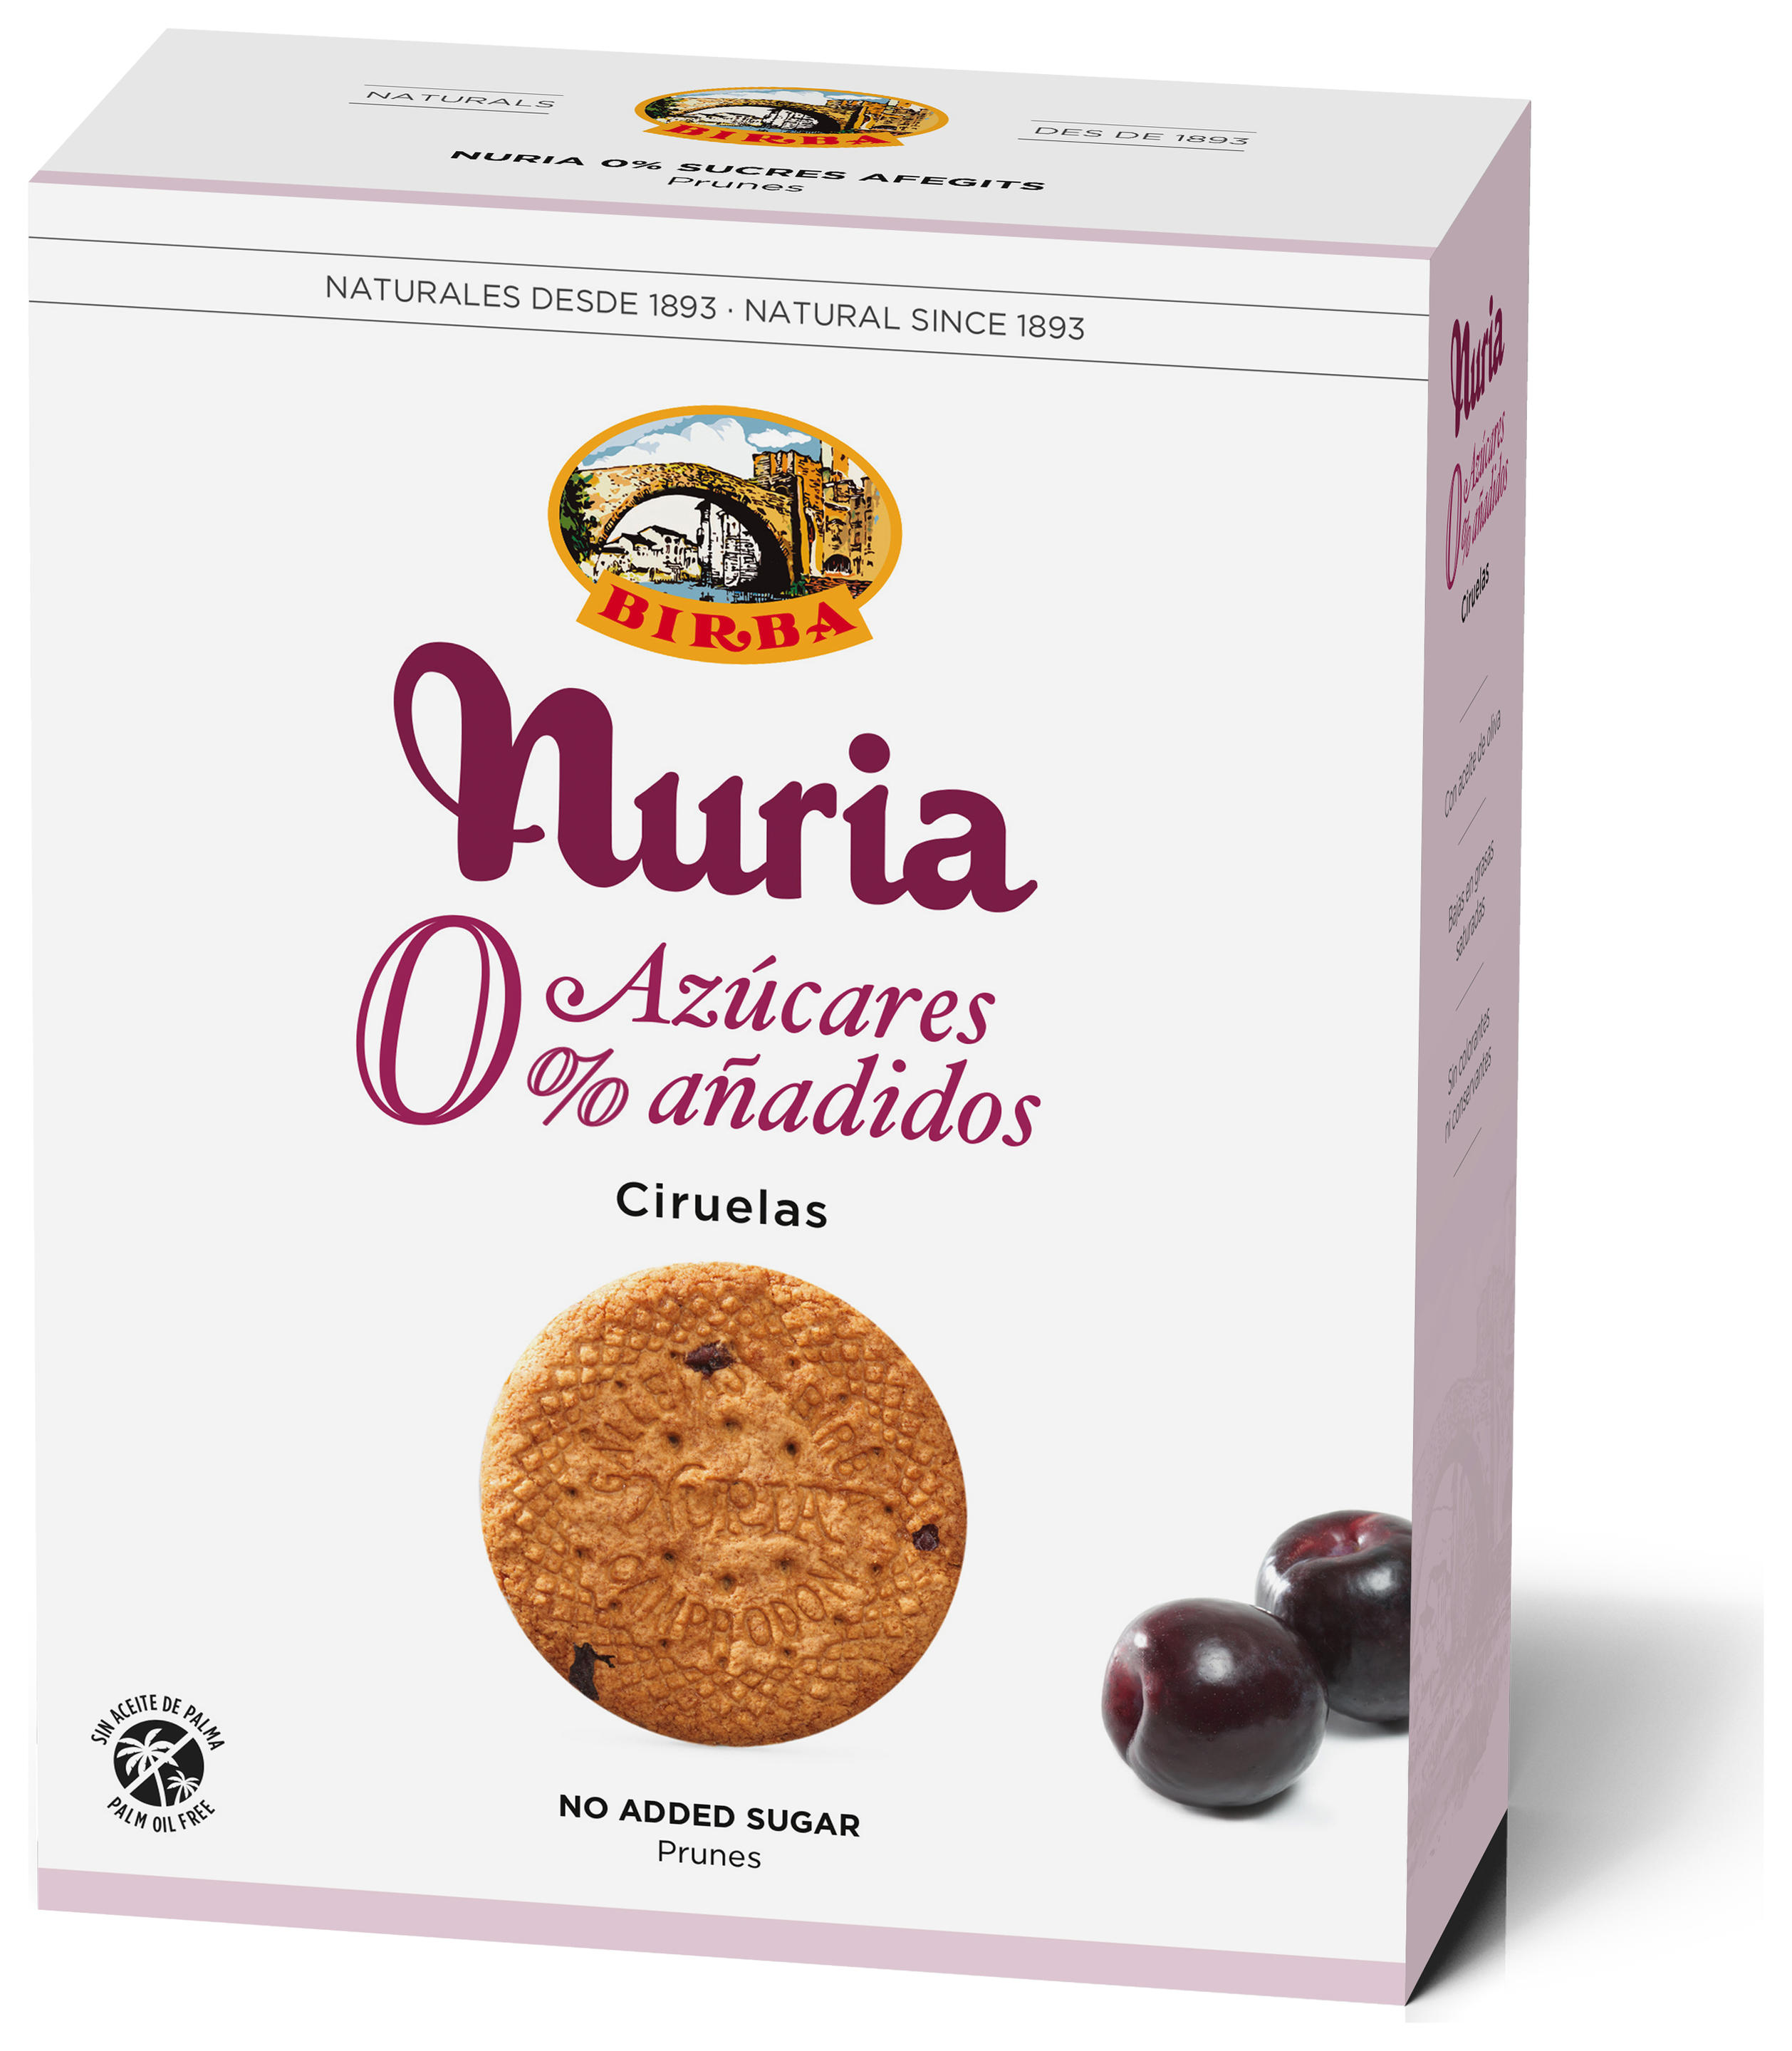 NATURALS
BIRBA
DES DE 1893
NURIA 0% SUCRES AFEGITS
Prunes
NATURALES DESDE 1893 · NATURAL SINCE 1893
BIRBA
Nuria
0% Azúcares
añadidos
Ciruelas
CAMPRODON
SIN ACEITE DE PALMA
PALM OIL FREE
NO ADDED SUGAR
Prunes
Nuria
0% Azúcares
añadidos
Ciruelas
Con aceite de oliva
Bajas en grasas
saturadas
Sin colorantes
ni conservantes